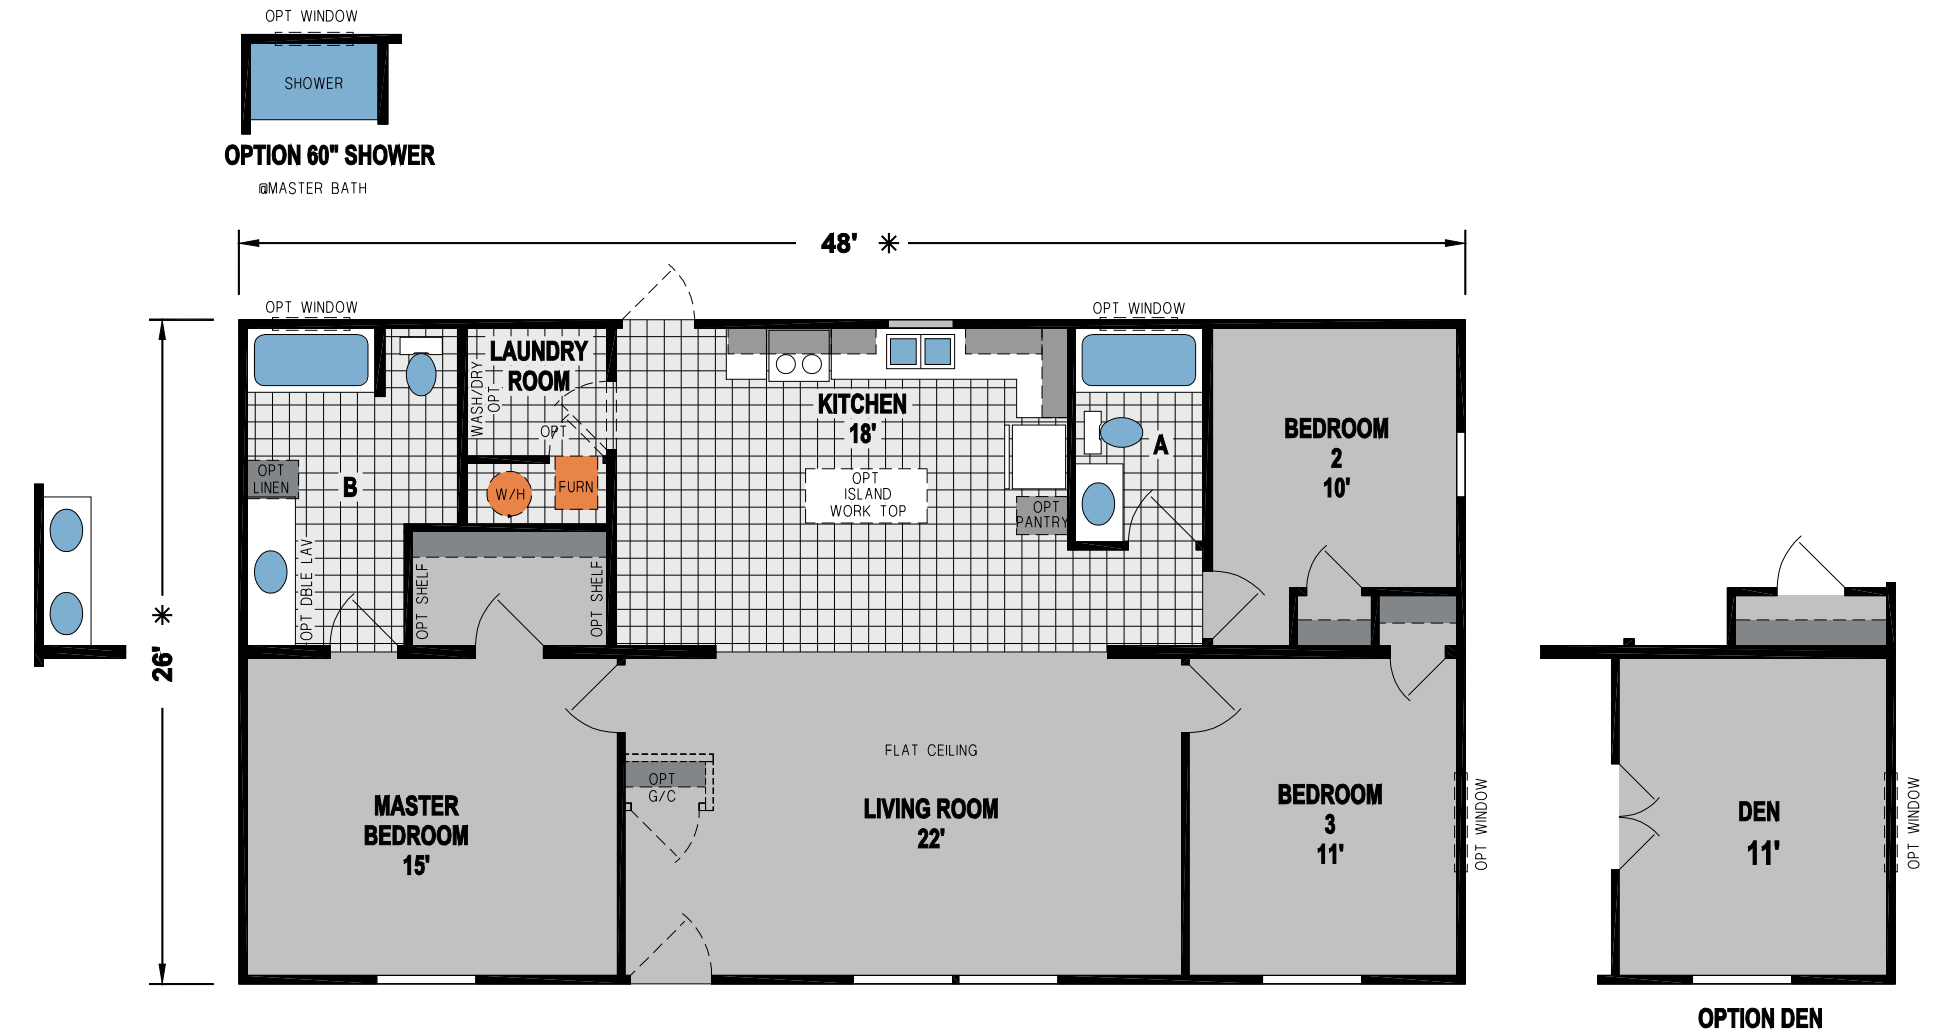 OPT WINDOW
SHOWER
OPTION 60" SHOWER
@MASTER BATH
48' ✳
OPT WINDOW
OPT WINDOW
LAUNDRY
ROOM
WASH/DRY
OPT
OPT
KITCHEN
18'
A
BEDROOM
2
10'
OPT
LINEN
B
W/H
FURN
OPT
ISLAND
WORK TOP
OPT
PANTRY
OPT DBLE LAV
OPT SHELF
OPT SHELF
26' ✳
FLAT CEILING
OPT
G/C
MASTER
BEDROOM
15'
LIVING ROOM
22'
BEDROOM
3
11'
OPT WINDOW
DEN
11'
OPT WINDOW
OPTION DEN